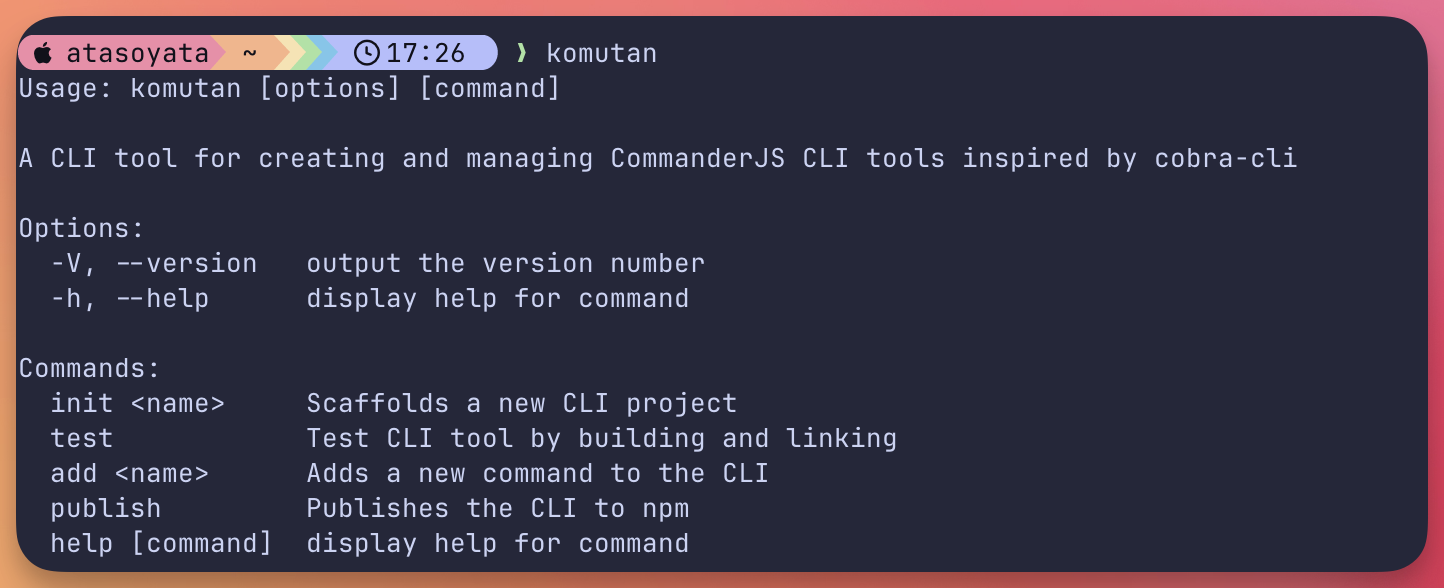 atasoyata ~ 17:26 ❯ komutan
Usage: komutan [options] [command]
A CLI tool for creating and managing CommanderJS CLI tools inspired by cobra-cli
Options:
-V, --version output the version number
-h, --help display help for command
Commands:
init <name> Scaffolds a new CLI project
test Test CLI tool by building and linking
add <name> Adds a new command to the CLI
publish Publishes the CLI to npm
help [command] display help for command